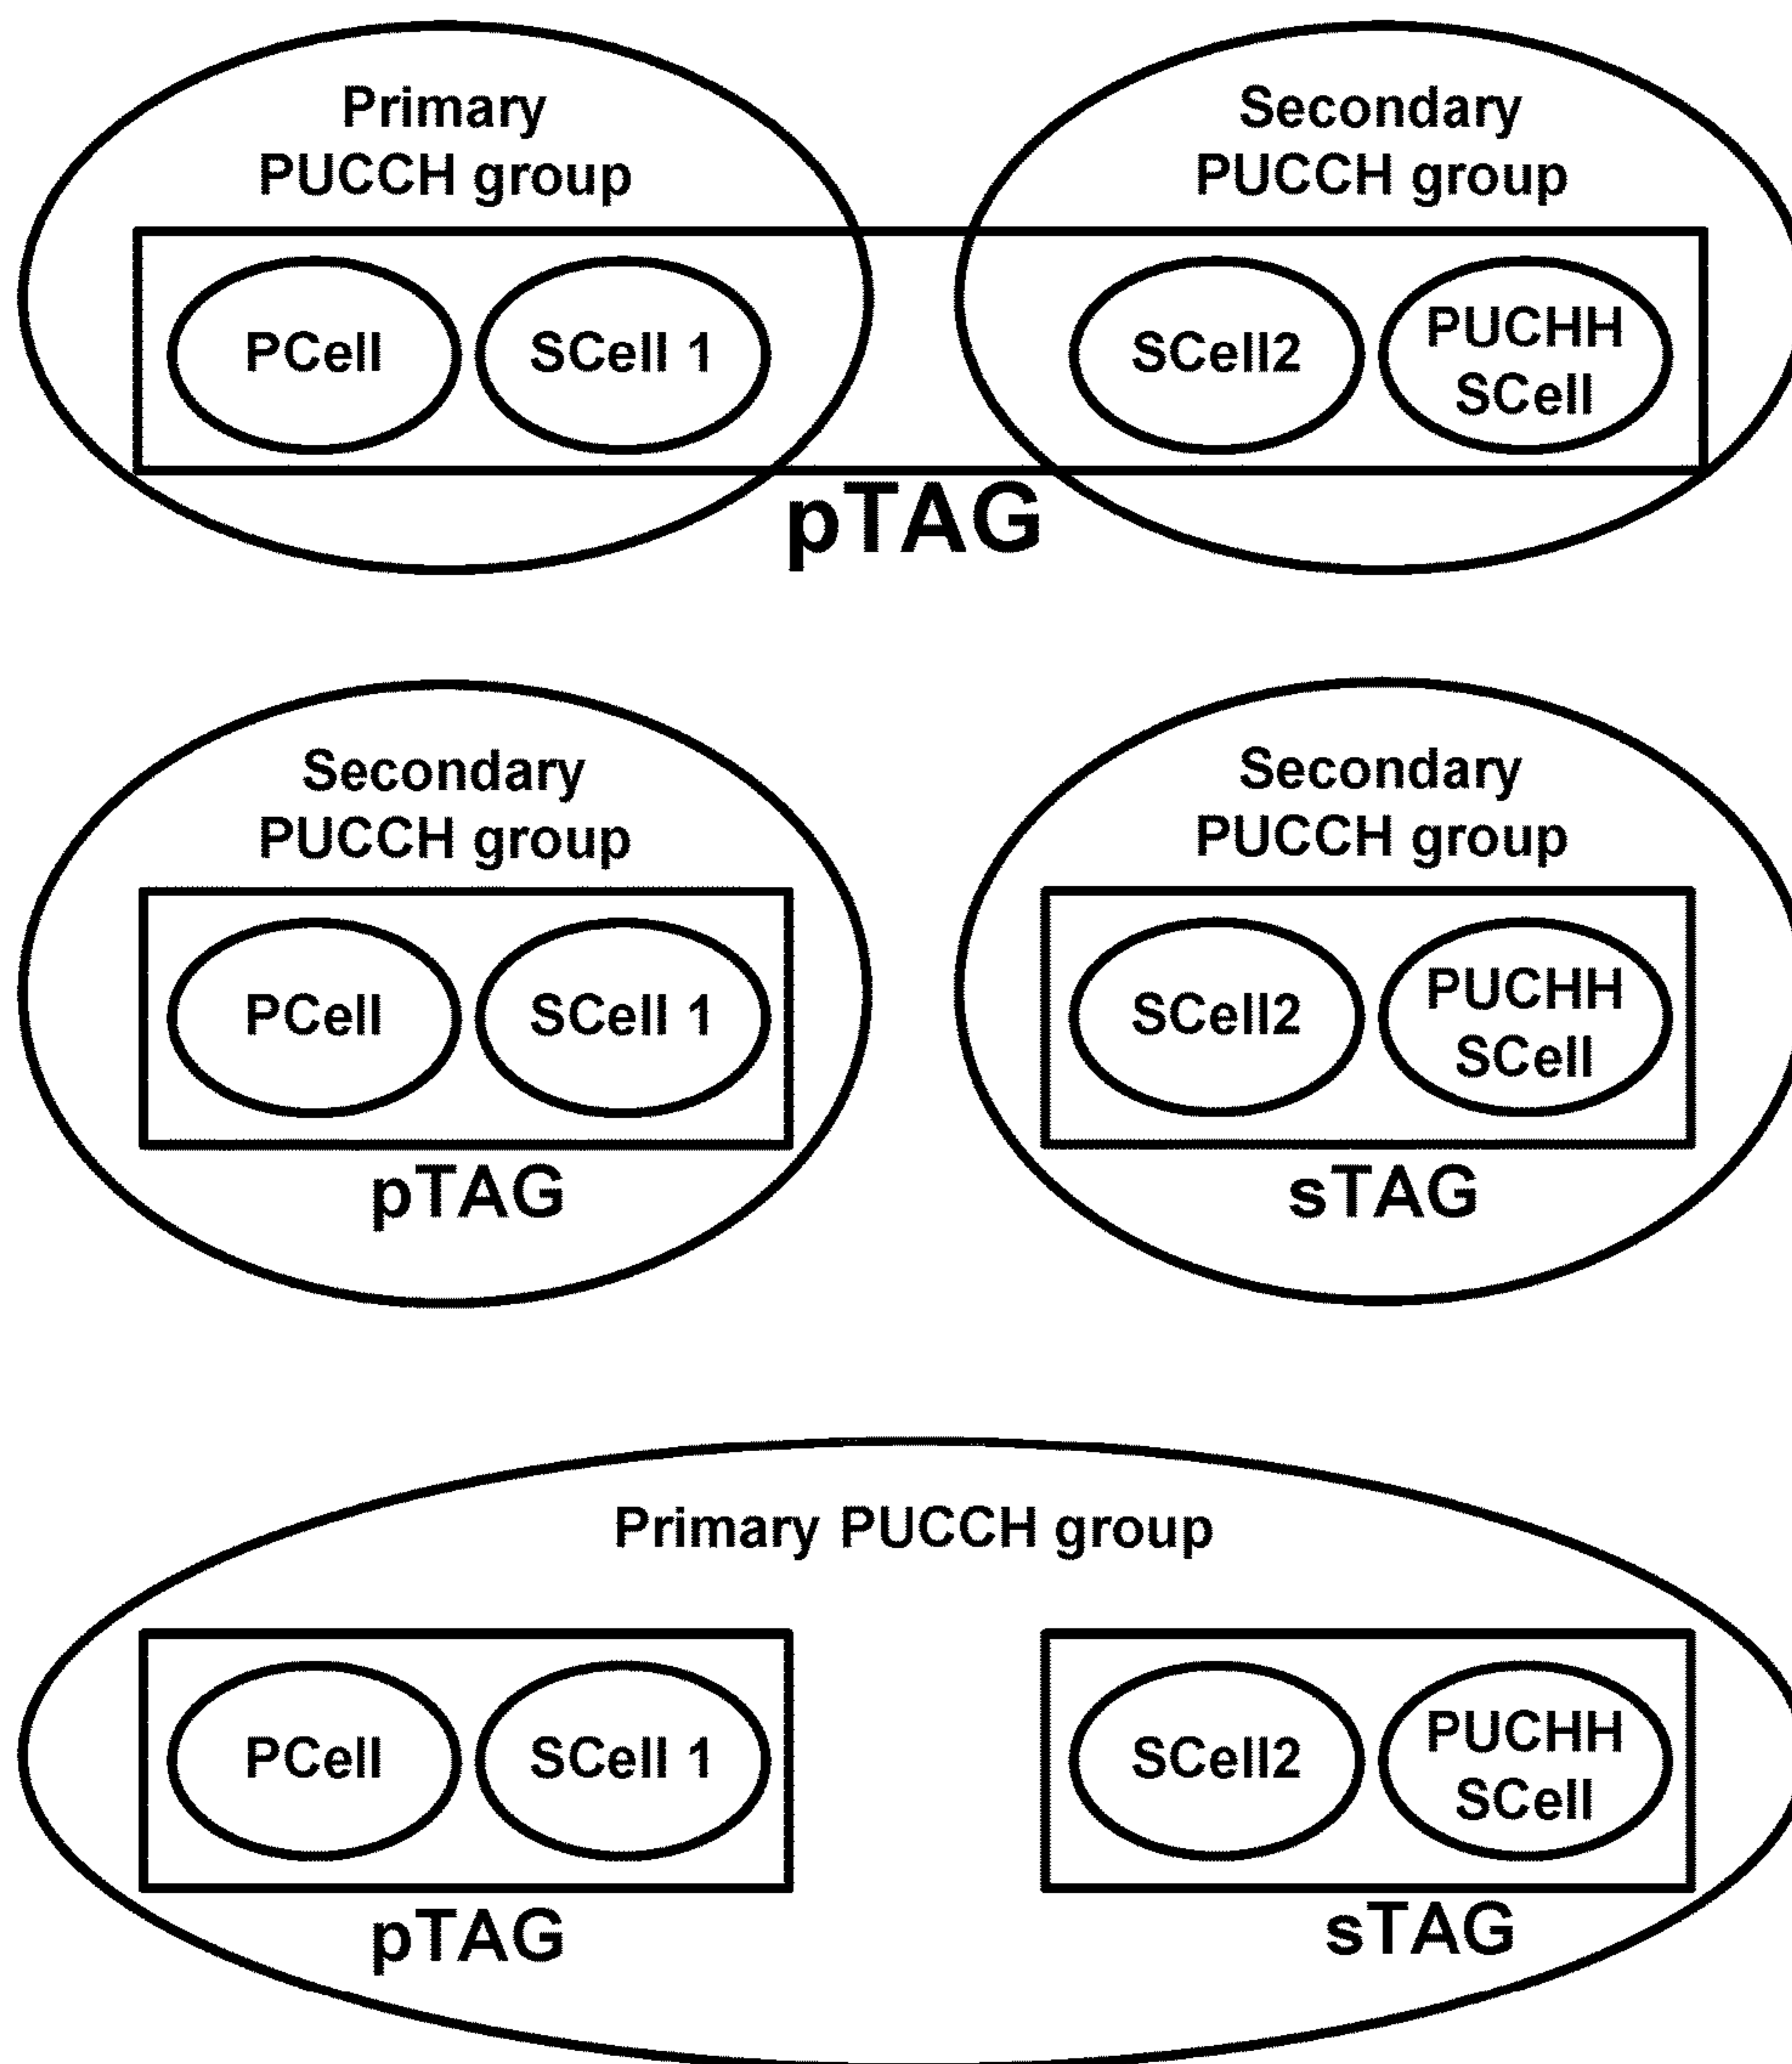 Primary
PUCCH group
Secondary
PUCCH group
PCell
SCell 1
SCell2
PUCHH
SCell
pTAG
Secondary
PUCCH group
Secondary
PUCCH group
PCell
SCell 1
SCell2
PUCHH
SCell
pTAG
sTAG
Primary PUCCH group
PCell
SCell 1
SCell2
PUCHH
SCell
pTAG
sTAG